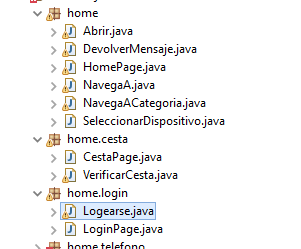 home
Abrir.java
DevolverMensaje.java
HomePage.java
NavegaA.java
NavegaACategoria.java
SeleccionarDispositivo.java
home.cesta
CestaPage.java
VerificarCesta.java
home.login
Logearse.java
LoginPage.java
home.telefono